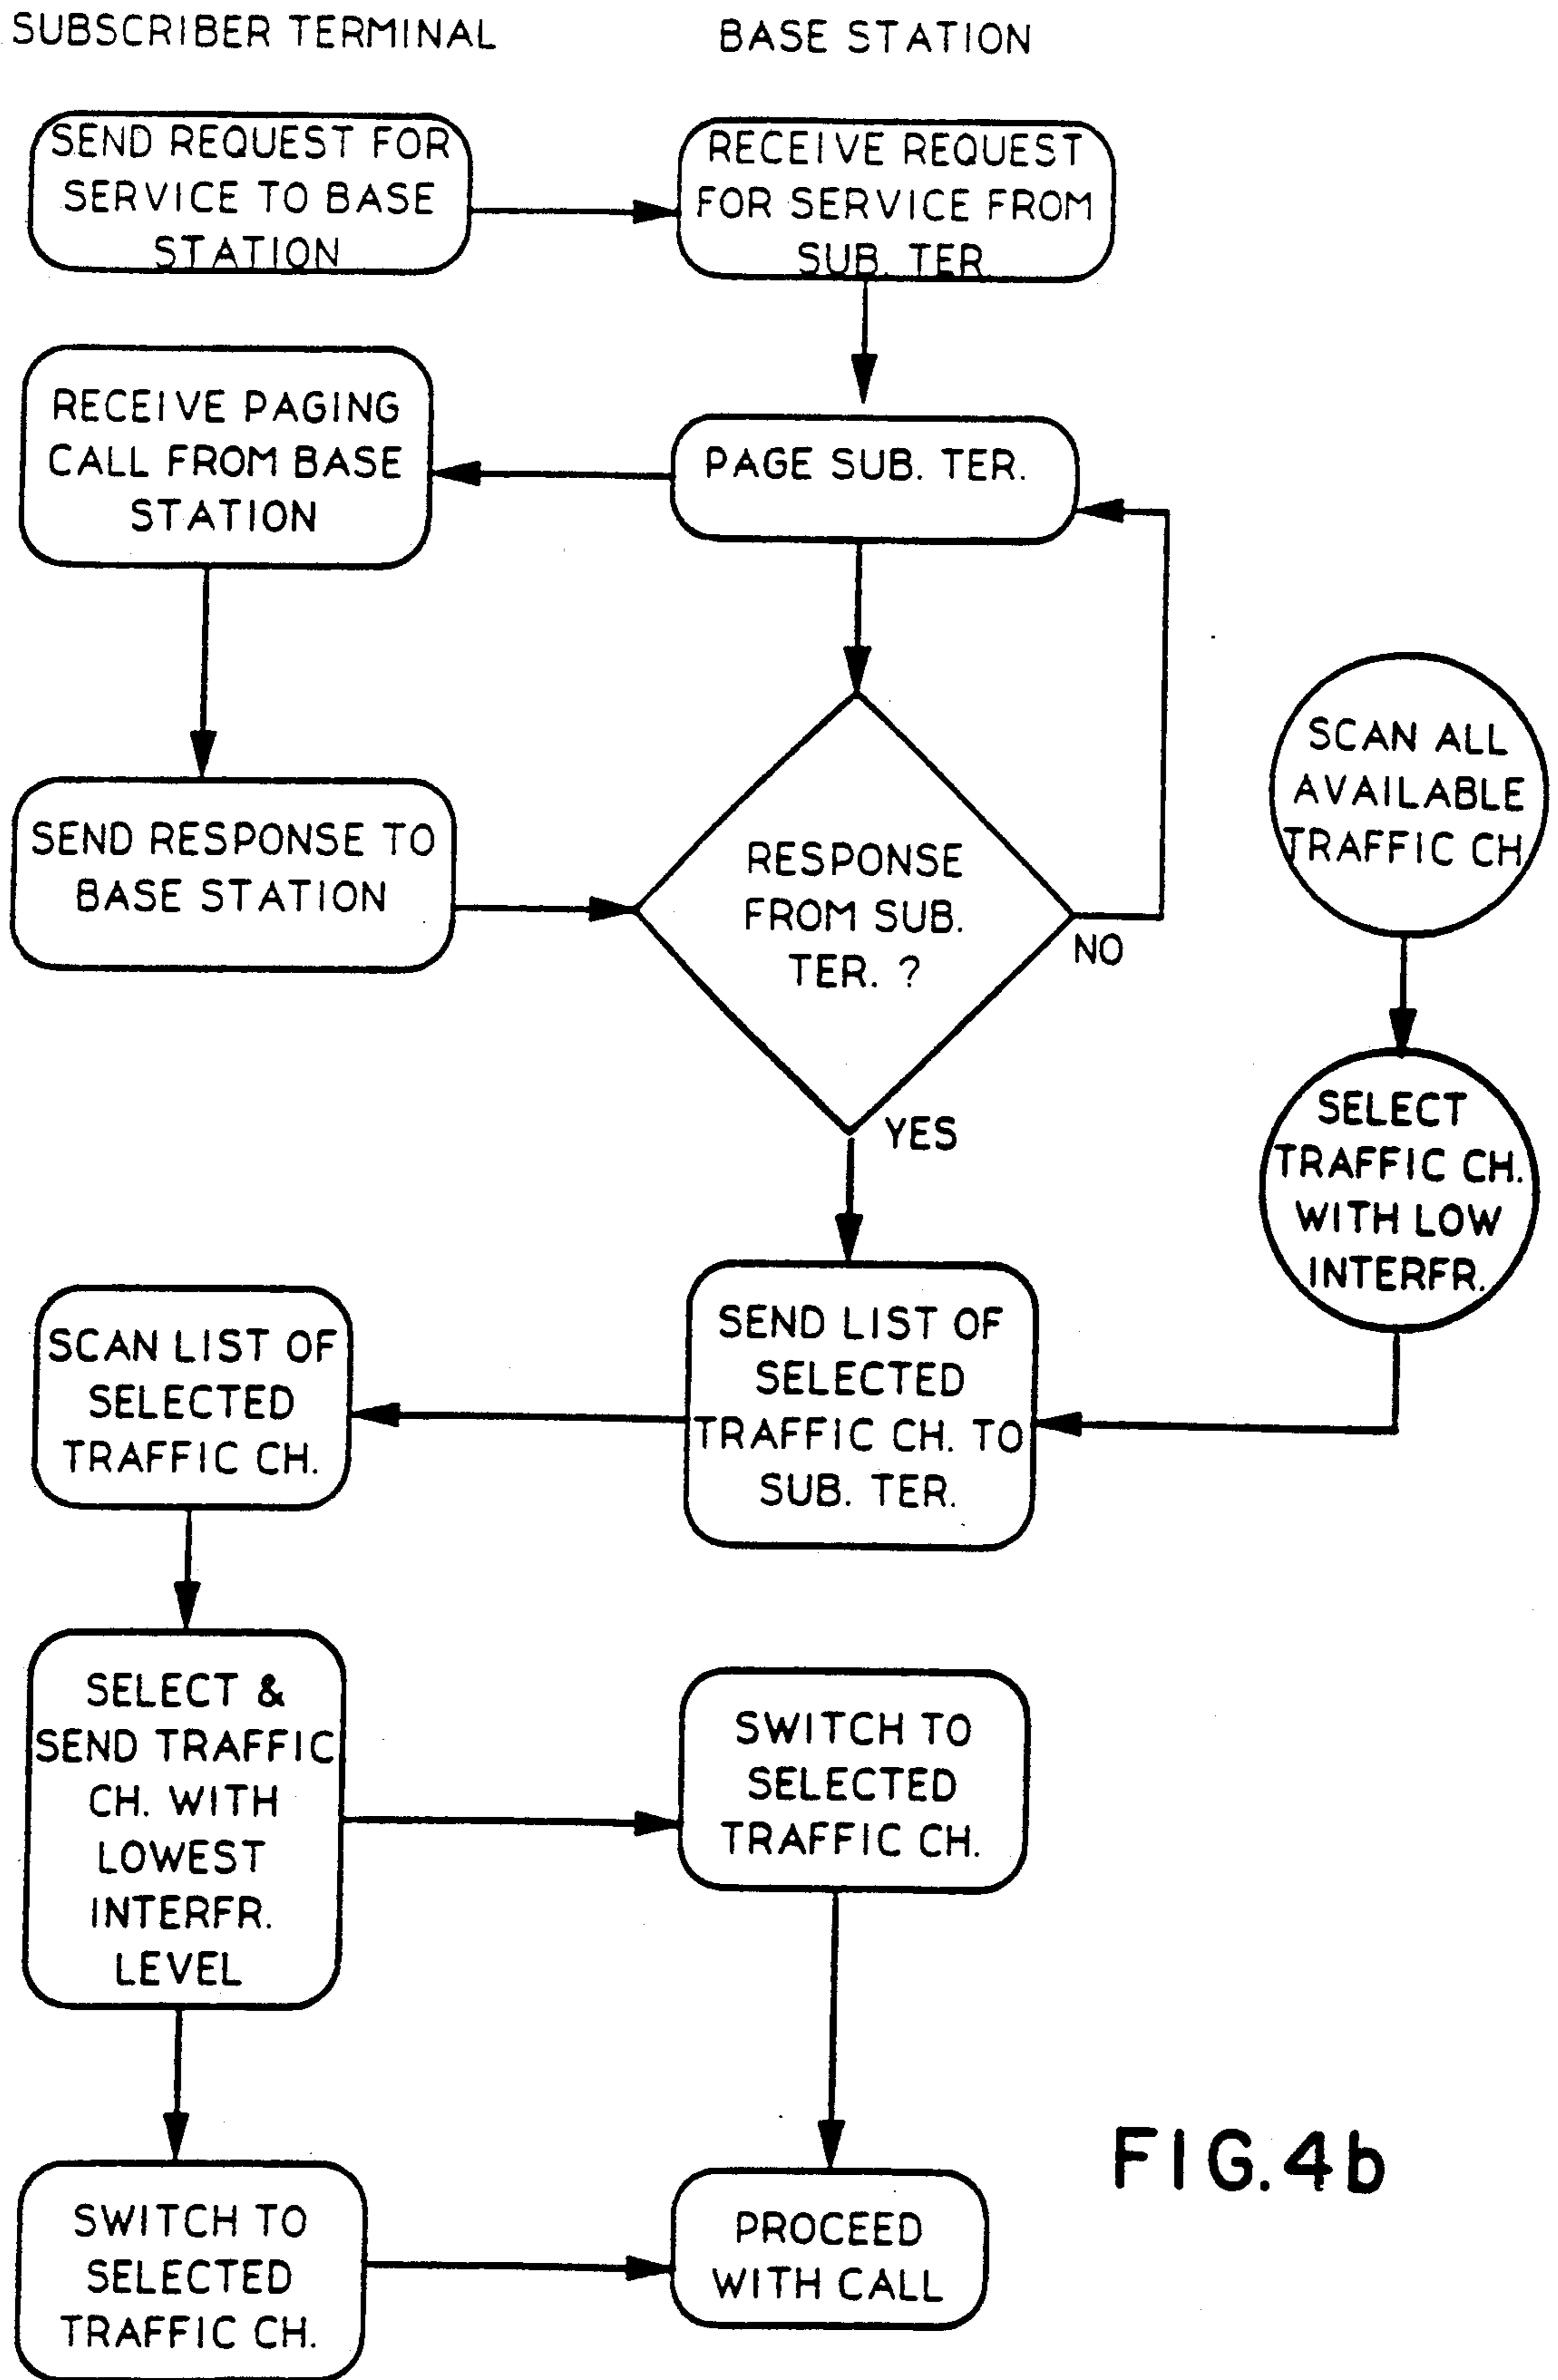 SUBSCRIBER TERMINAL
BASE STATION
SEND REQUEST FOR
SERVICE TO BASE
STATION
RECEIVE REQUEST
FOR SERVICE FROM
SUB. TER
RECEIVE PAGING
CALL FROM BASE
STATION
PAGE SUB. TER.
SEND RESPONSE TO
BASE STATION
RESPONSE
FROM SUB.
TER. ?
NO
YES
SCAN ALL
AVAILABLE
TRAFFIC CH
SELECT
TRAFFIC CH.
WITH LOW
INTERFR.
SEND LIST OF
SELECTED
TRAFFIC CH. TO
SUB. TER.
SCAN LIST OF
SELECTED
TRAFFIC CH.
SELECT &
SEND TRAFFIC
CH. WITH
LOWEST
INTERFR.
LEVEL
SWITCH TO
SELECTED
TRAFFIC CH.
SWITCH TO
SELECTED
TRAFFIC CH.
PROCEED
WITH CALL
FIG. 4b